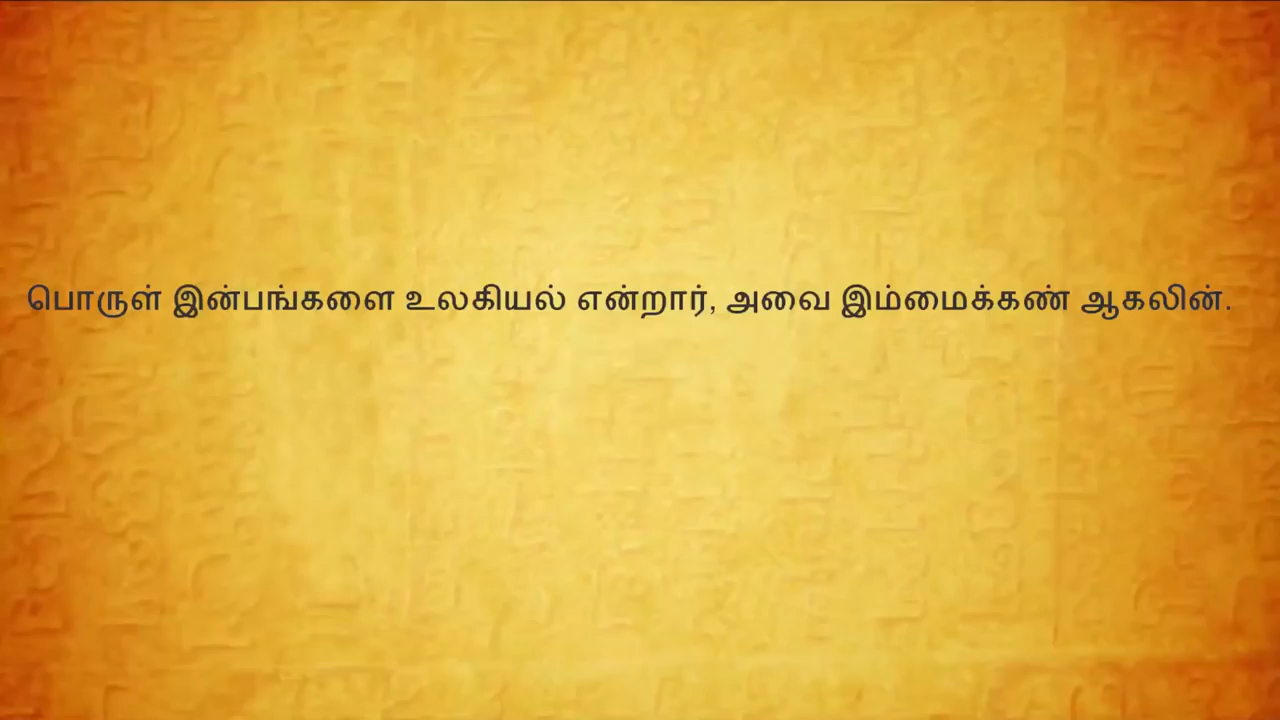 பொருள் இன்பங்களை உலகியல் என்றார், அவை இம்மைக்கண் ஆகலின்.